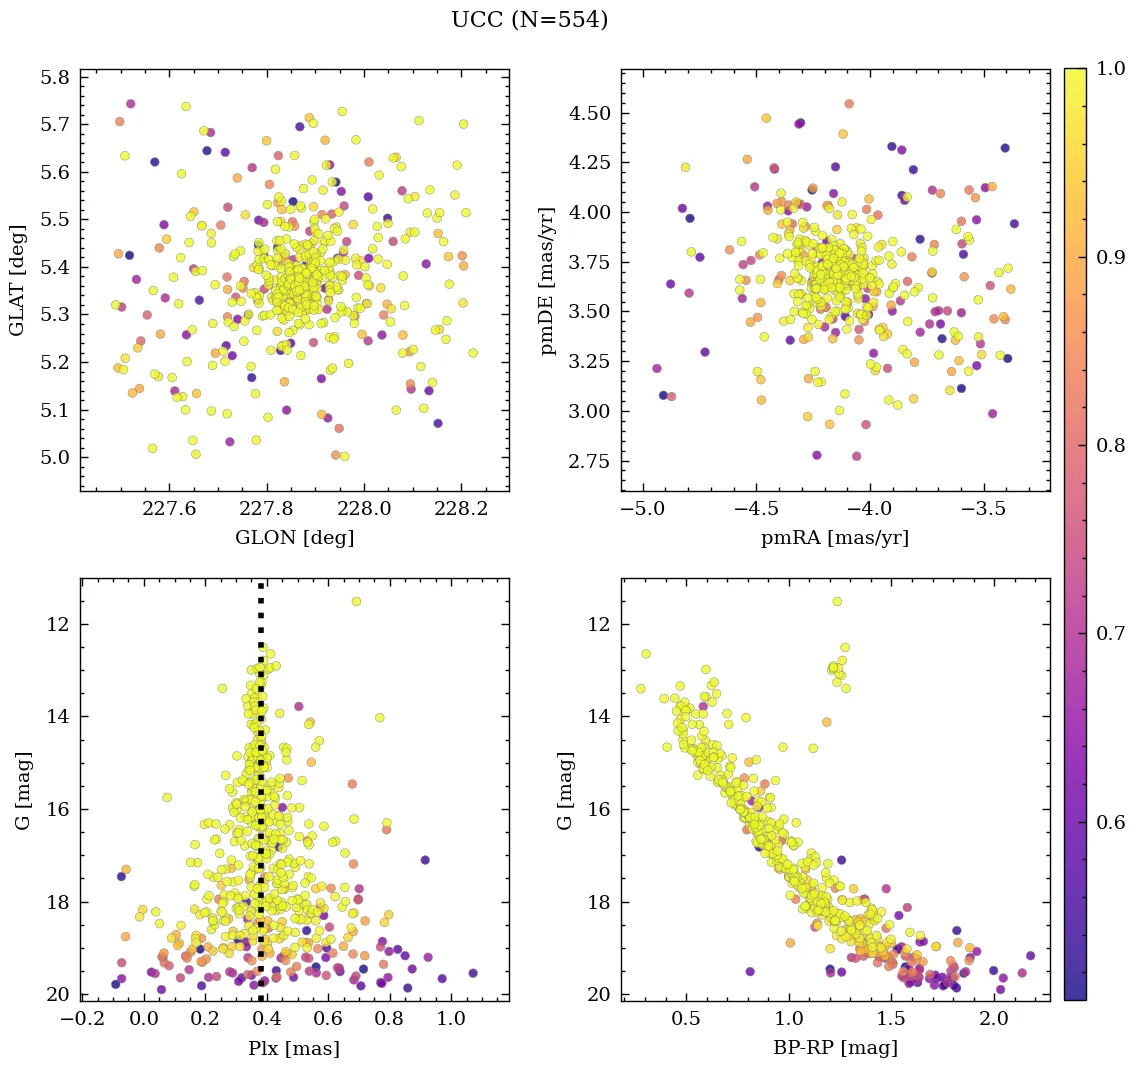 UCC (N=554)
5.8
5.7
5.6
5.5
5.4
5.3
5.2
5.1
5.0
GLAT [deg]
227.6 227.8 228.0 228.2
GLON [deg]
4.50
4.25
4.00
3.75
3.50
3.25
3.00
2.75
pmDE [mas/yr]
−5.0 −4.5 −4.0 −3.5
pmRA [mas/yr]
1.0
0.9
0.8
0.7
0.6
12
14
16
18
20
G [mag]
−0.2 0.0 0.2 0.4 0.6 0.8 1.0
Plx [mas]
12
14
16
18
20
G [mag]
0.5 1.0 1.5 2.0
BP-RP [mag]